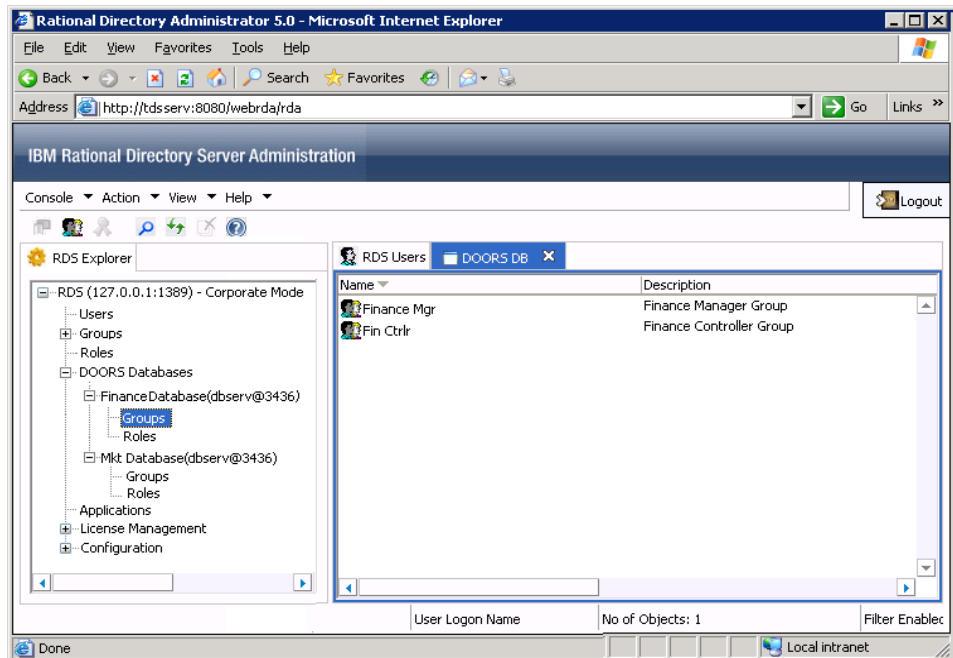 Rational Directory Administrator 5.0 - Microsoft Internet Explorer
File Edit View Favorites Tools Help
Back Search Favorites
Address http://tdsserv:8080/webrda/rda Go Links »
IBM Rational Directory Server Administration
Console Action View Help
Logout
RDS Explorer
RDS Users DOORS DB
RDS (127.0.0.1:1389) - Corporate Mode
Users
Groups
Roles
DOORS Databases
FinanceDatabase(dbserv@3436)
Groups
Roles
Mkt Database(dbserv@3436)
Groups
Roles
Applications
License Management
Configuration
Name Description
Finance Mgr Finance Manager Group
Fin Ctrlr Finance Controller Group
User Logon Name No of Objects: 1 Filter Enablec
Done Local intranet